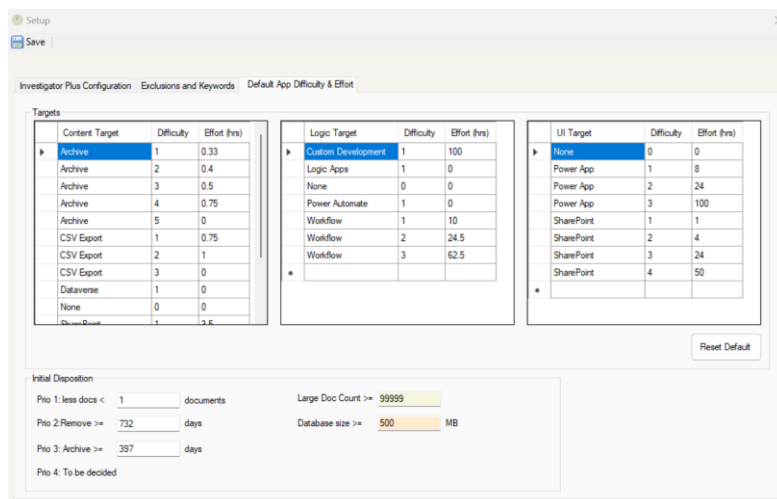 Setup
Save
Investigator Plus Configuration Exclusions and Keywords Default App Difficulty & Effort
Targets
Content Target Difficulty Effort (hrs)
Archive 1 0.33
Archive 2 0.4
Archive 3 0.5
Archive 4 0.75
Archive 5 0
CSV Export 1 0.75
CSV Export 2 1
CSV Export 3 0
Dataverse 1 0
None 0 0
SharePoint 1 3.5
Logic Target Difficulty Effort (hrs)
Custom Development 1 100
Logic Apps 1 0
None 0 0
Power Automate 1 0
Workflow 1 10
Workflow 2 24.5
Workflow 3 62.5
UI Target Difficulty Effort (hrs)
None 0 0
Power App 1 8
Power App 2 24
Power App 3 100
SharePoint 1 1
SharePoint 2 4
SharePoint 3 24
SharePoint 4 50
Reset Default
Initial Disposition
Prio 1: less docs < 1 documents Large Doc Count >= 99999
Prio 2:Remove >= 732 days Database size >= 500 MB
Prio 3: Archive >= 397 days
Prio 4: To be decided